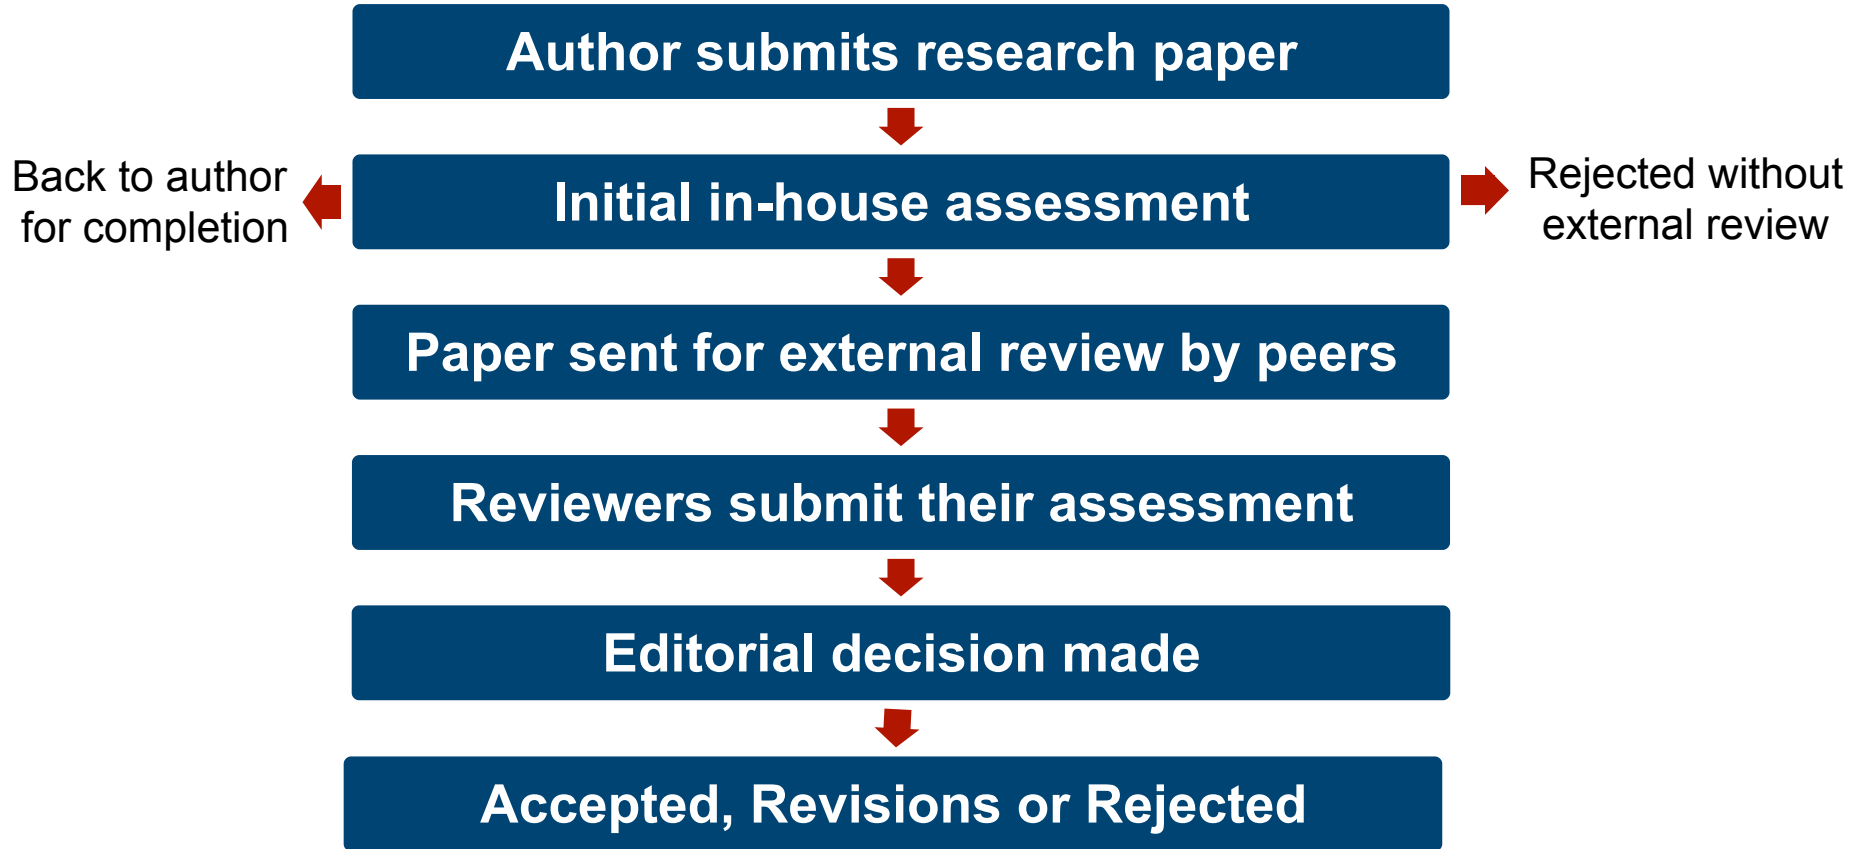 Author submits research paper
Back to author
for completion
Initial in-house assessment
Rejected without
external review
Paper sent for external review by peers
Reviewers submit their assessment
Editorial decision made
Accepted, Revisions or Rejected